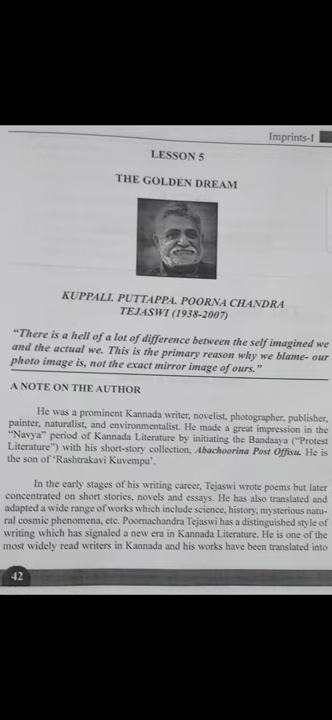 Imprints-I
LESSON 5
THE GOLDEN DREAM
KUPPALI. PUTTAPPA. POORNA CHANDRA
TEJASWI (1938-2007)
"There is a hell of a lot of difference between the self imagined we
and the actual we. This is the primary reason why we blame- our
photo image is, not the exact mirror image of ours."
A NOTE ON THE AUTHOR
He was a prominent Kannada writer, novelist, photographer, publisher,
painter, naturalist, and environmentalist. He made a great impression in the
"Navya" period of Kannada Literature by initiating the Bandaaya ("Protest
Literature") with his short-story collection, Abachoorina Post Offisu. He is
the son of 'Rashtrakavi Kuvempu'.
In the early stages of his writing career, Tejaswi wrote poems but later
concentrated on short stories, novels and essays. He has also translated and
adapted a wide range of works which include science, history, mysterious natu-
ral cosmic phenomena, etc. Poornachandra Tejaswi has a distinguished style of
writing which has signaled a new era in Kannada Literature. He is one of the
most widely read writers in Kannada and his works have been translated into
42